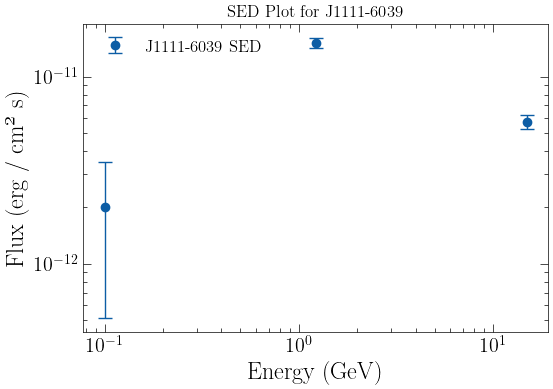 SED Plot for J1111-6039
J1111-6039 SED
10⁻¹¹
10⁻¹²
Flux (erg / cm² s)
10⁻¹ 10⁰ 10¹
Energy (GeV)